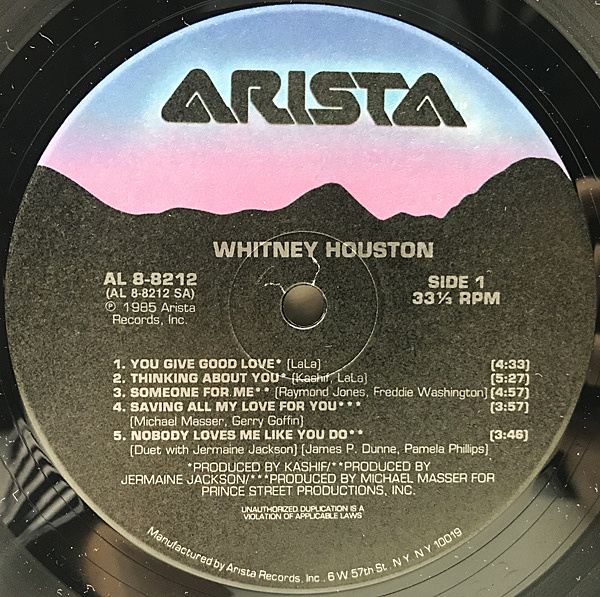 ARISTA
WHITNEY HOUSTON
AL 8-8212
(AL 8-8212 SA)
℗ 1985 Arista
Records, Inc.
SIDE 1
33⅓ RPM
1. YOU GIVE GOOD LOVE* (LaLa) (4:33)
2. THINKING ABOUT YOU* (Kashif, LaLa) (5:27)
3. SOMEONE FOR ME** (Raymond Jones, Freddie Washington) (4:57)
4. SAVING ALL MY LOVE FOR YOU*** (3:57)
(Michael Masser, Gerry Goffin)
5. NOBODY LOVES ME LIKE YOU DO** (3:46)
(Duet with Jermaine Jackson) (James P. Dunne, Pamela Phillips)
*PRODUCED BY KASHIF/**PRODUCED BY
JERMAINE JACKSON/***PRODUCED BY MICHAEL MASSER FOR
PRINCE STREET PRODUCTIONS, INC.
UNAUTHORIZED DUPLICATION IS A
VIOLATION OF APPLICABLE LAWS
Manufactured by Arista Records, Inc. 6 W 57th St., N.Y. N.Y. 10019